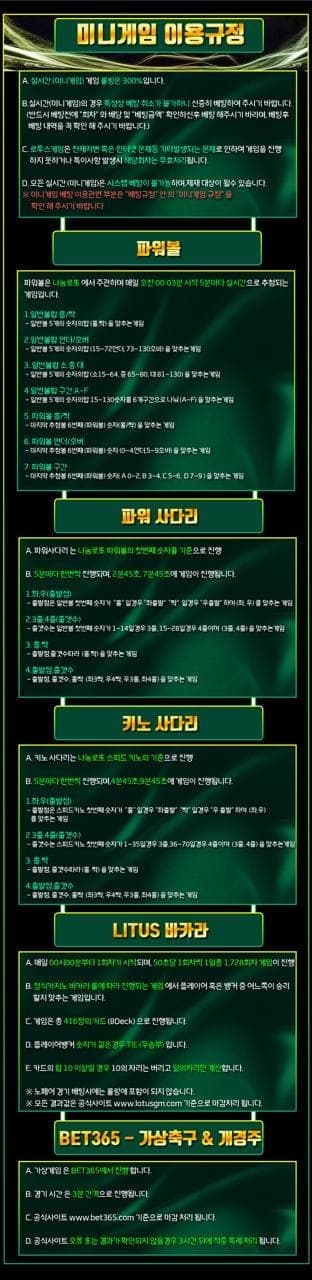 미니게임 이용규정
A. 실시간(미니게임) 게임 롤링은 300%입니다.
B.실시간(미니게임)의 경우 특성상 배팅 취소가 불가하니 신중히 베팅하여 주시기 바랍니다.
(반드시 베팅전에 "회차" 와 배당 및 "베팅금액" 확인하신후 베팅 해주시기 바라며, 베팅후
베팅 내역을 꼭 확인 해 주시기바랍니다.)
C. 로투스게임은 천재지변 혹은 인터넷 문제등 기타발생되는 문제로 인하여 게임을 진행
하지 못하거나 특이사항 발생시 해당회차는 무효처리됩니다.
D. 모든 실시간(미니게임)은 시스템 베팅이 불가능하며,제재 대상이 될수 있습니다.
※ 미니게임 베팅 이용관련 부분은 "배팅규정" 안 의 "미니게임 규정" 을
확인 해 주시기 바랍니다
파워볼
파워볼은 나눔로또 에서 주관하며 매일 오전 00:03분 시작 5분마다 실시간으로 추첨되는
게임입니다.
1.일반볼합 홀/짝
- 일반볼 5개의 숫자의합 (홀,짝)을 맞추는게임
2.일반볼합 언더/오버
- 일반볼 5개의 숫자의합 (15~72언더, 73~130오바) 을 맞추는게임
3.일반볼합 소.중.대
- 일반볼 5개의 숫자의합 (소15~64, 중 65~80, 대 81~130) 을 맞추는게임
4.일반볼합 구간 A~F
- 일반볼 5개의 숫자의합 15~130숫자를 6개구간으로 나눠 (A~F) 을 맞추는게임
5. 파워볼 홀/짝
- 마지막 추첨볼 6번째 (파워볼) 숫자(홀/짝) 을 맞추는게임
6. 파워볼 언더/오버
- 마지막 추첨볼 6번째 (파워볼) 숫자 (0~4언더,5~9오버) 을 맞추는 게임
7. 파워볼 구간
- 마지막 추첨볼 6번째 (파워볼) 숫자( A 0~2, B 3~4, C 5~6, D 7~9 ) 을 맞추는게임
파워 사다리
A. 파워사다리 는 나눔로또 파워볼의 첫번째 숫자를 기준으로 진행
B. 5분마다 한번씩 진행되며, 2분45초, 7분45초에 게임이 진행됩니다.
1.좌,우(출발점)
- 출발점은 일반볼 첫번째 숫자가 "홀" 일경우 "좌출발" "짝" 일경우 "우출발" 하여 (좌, 우) 를 맞추는 게임
2.3줄,4줄(줄갯수)
- 줄갯수는 일반볼 첫번째 숫자가 1~14일경우 3줄, 15~28일경우 4줄이며 (3줄, 4줄) 을 맞추는게임
3. 홀,짝
- 출발점,줄갯수따라 (홀,짝) 을 맞추는 게임
4.출발점,줄갯수
- 출발점, 줄갯수, 홀짝 (좌3짝, 우4짝, 우3홀, 좌4홀) 을 맞추는 게임
키노 사다리
A. 키노 사다리는 나눔로또 스피드 키노의 기준으로 진행
B. 5분마다 한번씩 진행되며,4분45초,9분45초에 게임이 진행됩니다.
1.좌,우(출발점)
- 출발점은 스피드키노 첫번째 숫자가 "홀" 일경우 "좌출발" "짝" 일경우 "우 출발" 하여 (좌,우)
를 맞추는 게임
2.3줄,4줄(줄갯수)
- 줄갯수는 스피드키노 첫번째 숫자가 1~35일경우 3줄,36~70일경우 4줄이며 (3줄, 4줄) 을 맞추는게임
3. 홀,짝
- 출발점, 줄갯수따라 (홀, 짝) 을 맞추는 게임
4.출발점,줄갯수
- 출발점, 줄갯수, 홀짝 (좌3짝, 우4짝, 우3홀, 좌4홀) 을 맞추는 게임
LITUS 바카라
A. 매일 00시00분부터 1회차가 시작되며, 50초당 1회차씩 1일총 1,728회차 게임이 진행
B. 정식카지노 바카라 룰에 따라 진행되는 게임 에서 플레이어 혹은 뱅커 중 어느쪽이 승리
할지 맞추는 게임입니다.
C. 게임은 총 416장의 카드 (8Deck) 으로 진행됩니다.
D. 플레이어뱅커 숫자가 같은경우 TIE (무승부) 입니다.
E. 카드의 합 10 이상일 경우 10의 자리는 버리고 일의자리만 계산합니다.
※ 노페어 경기 배팅시에는 롤링에 포함이 되지 않습니다.
※ 모든 결과값은 공식사이트 www.lotusgm.com 기준으로 마감처리 됩니다.
BET365 - 가상축구 & 개경주
A. 가상게임 은 BET365에서 진행 합니다.
B. 경기 시간 은 3분 간격으로 진행됩니다.
C. 공식사이트 www.bet365.com 기준으로 마감 처리 됩니다.
D. 공식사이트 오류 또는 결과가 확인되지 않을경우 3시간 뒤에 적중 특례 처리 됩니다.